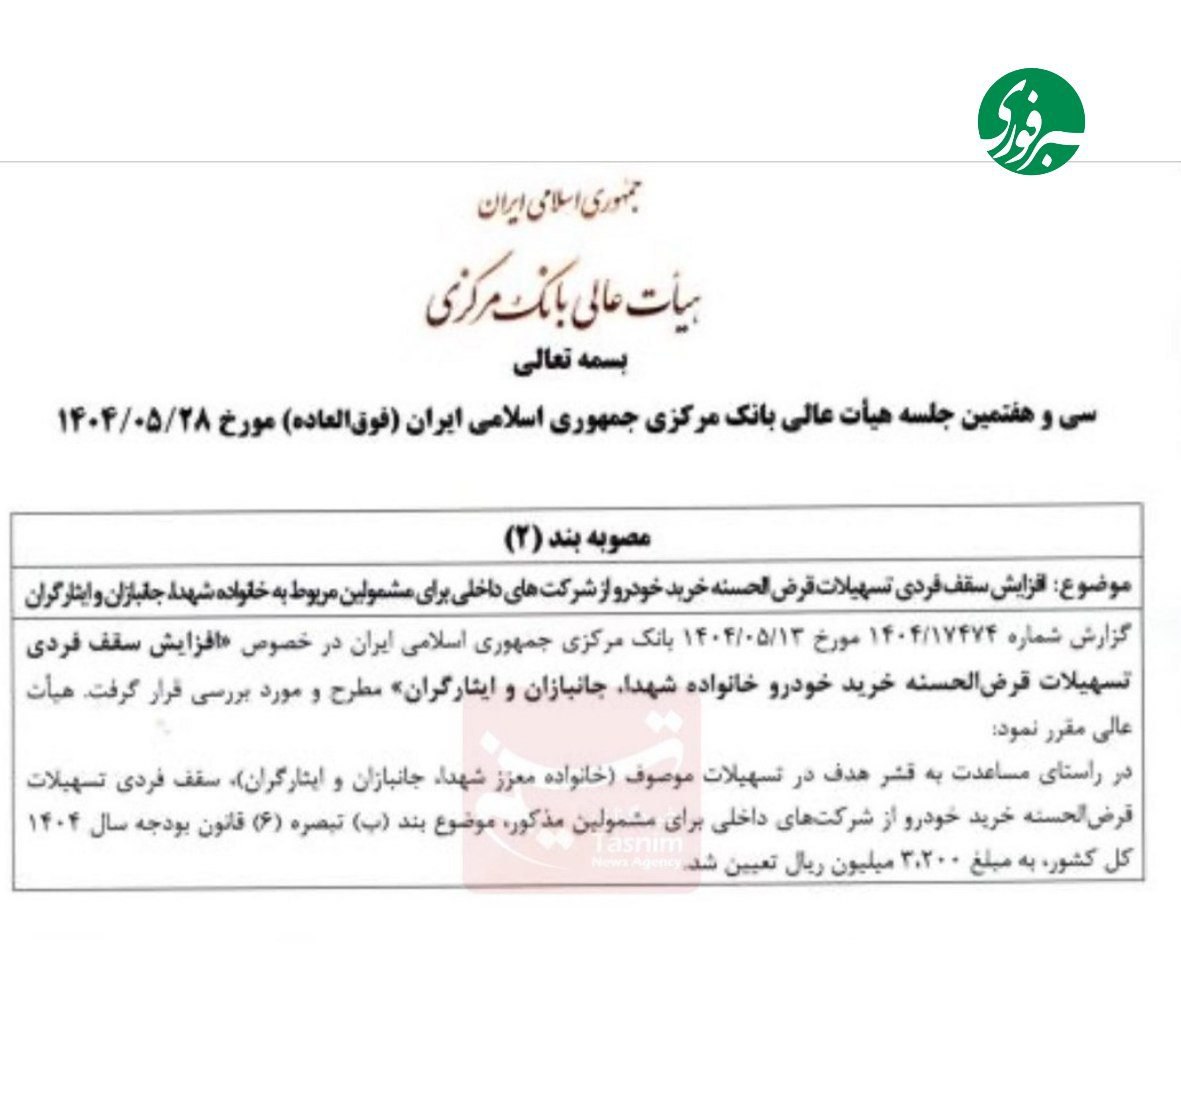 خبرفوری
جمهوری اسلامی ایران
هیأت عالی بانک مرکزی
بسمه تعالی
سی و هفتمین جلسه هیأت عالی بانک مرکزی جمهوری اسلامی ایران (فوق‌العاده) مورخ ۱۴۰۴/۰۵/۲۸
مصوبه بند (۲)
موضوع: افزایش سقف فردی تسهیلات قرض‌الحسنه خرید خودرو از شرکت‌های داخلی برای مشمولین مربوط به خانواده شهدا، جانبازان و ایثارگران
گزارش شماره ۱۴۰۴/۱۷۴۷۴ مورخ ۱۴۰۴/۰۵/۱۳ بانک مرکزی جمهوری اسلامی ایران در خصوص «افزایش سقف فردی
تسهیلات قرض‌الحسنه خرید خودرو خانواده شهدا، جانبازان و ایثارگران» مطرح و مورد بررسی قرار گرفت. هیأت
عالی مقرر نمود:
در راستای مساعدت به قشر هدف در تسهیلات موصوف (خانواده معزز شهدا، جانبازان و ایثارگران)، سقف فردی تسهیلات
قرض‌الحسنه خرید خودرو از شرکت‌های داخلی برای مشمولین مذکور، موضوع بند (ب) تبصره (۶) قانون بودجه سال ۱۴۰۴
کل کشور، به مبلغ ۳،۲۰۰ میلیون ریال تعیین شد.
تسنیم
Tasnim
News Agency